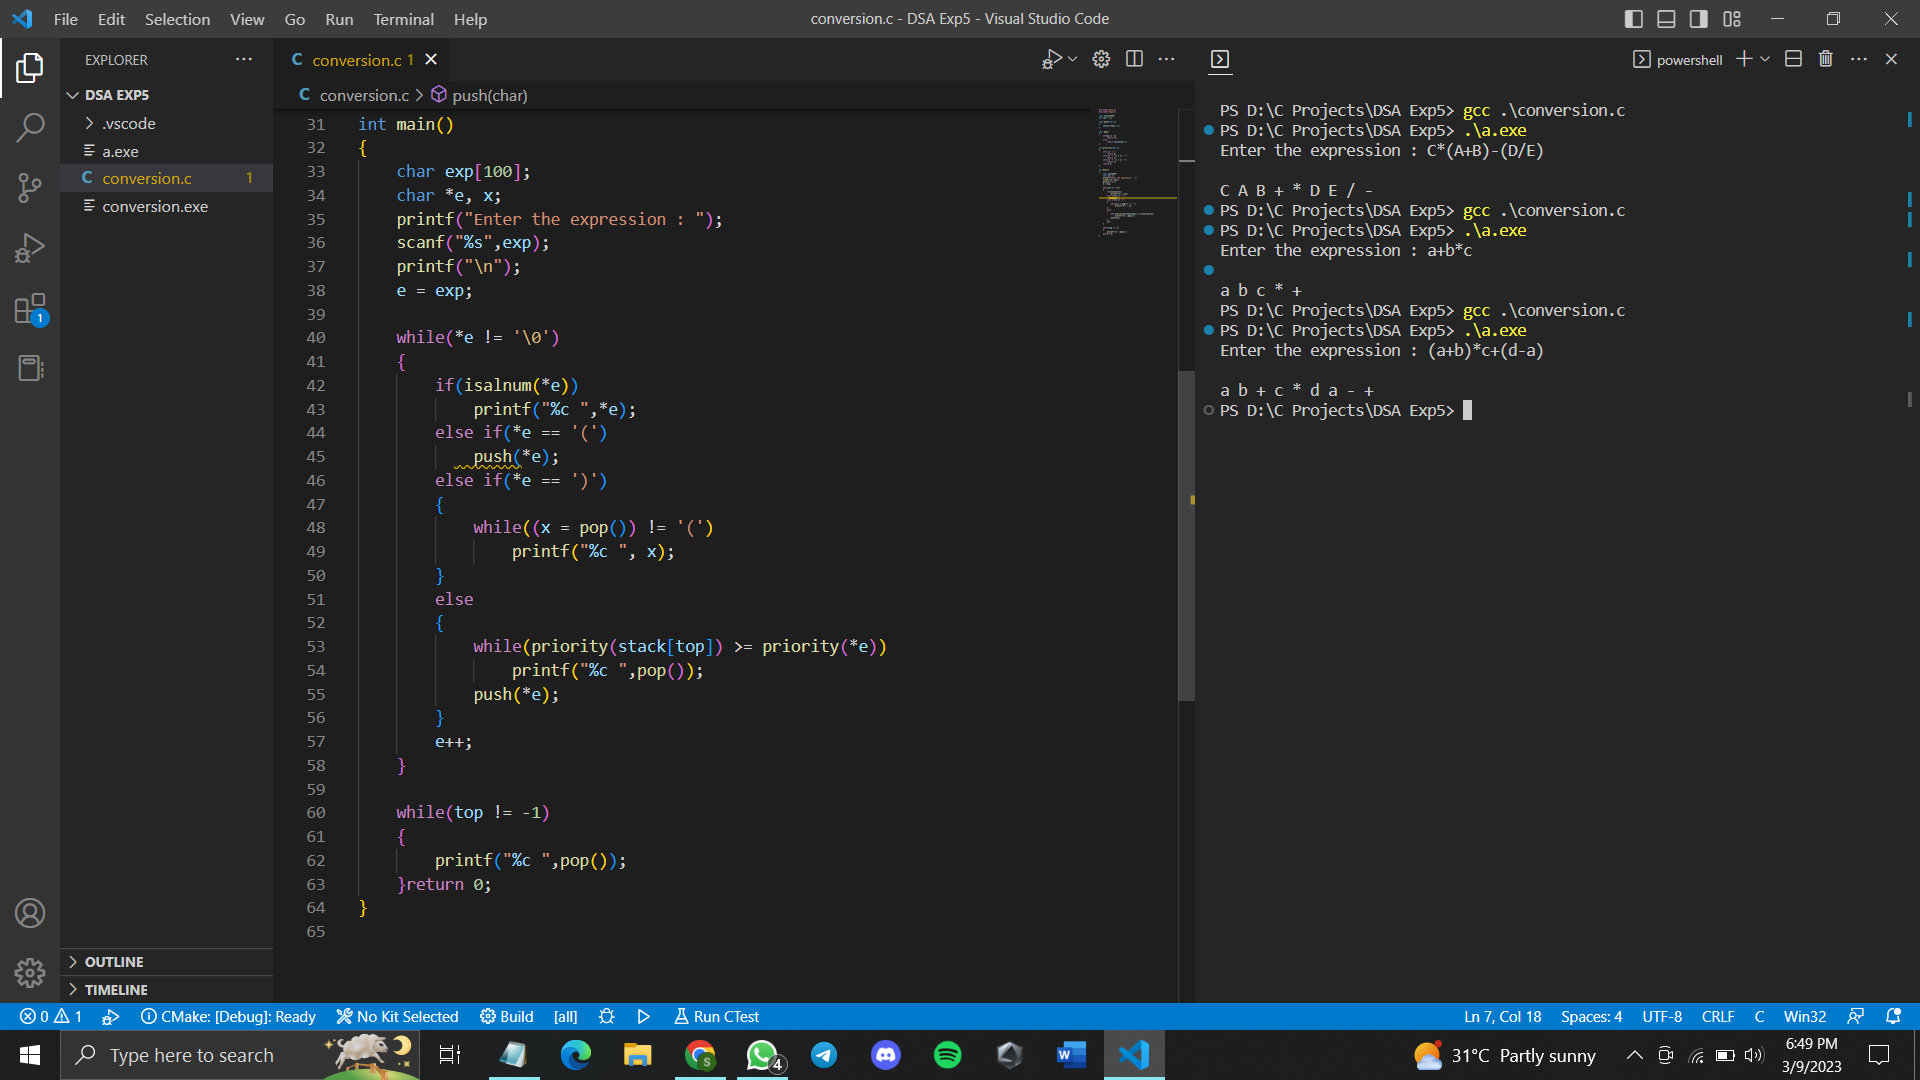 File Edit Selection View Go Run Terminal Help
conversion.c - DSA Exp5 - Visual Studio Code
EXPLORER
DSA EXP5
.vscode
a.exe
C conversion.c 1
conversion.exe
OUTLINE
TIMELINE
1
C conversion.c 1
C conversion.c > push(char)
31 int main()
32 {
33 char exp[100];
34 char *e, x;
35 printf("Enter the expression : ");
36 scanf("%s",exp);
37 printf("\n");
38 e = exp;
39
40 while(*e != '\0')
41 {
42 if(isalnum(*e))
43 printf("%c ",*e);
44 else if(*e == '(')
45 push(*e);
46 else if(*e == ')')
47 {
48 while((x = pop()) != '(')
49 printf("%c ", x);
50 }
51 else
52 {
53 while(priority(stack[top]) >= priority(*e))
54 printf("%c ",pop());
55 push(*e);
56 }
57 e++;
58 }
59
60 while(top != -1)
61 {
62 printf("%c ",pop());
63 }return 0;
64 }
65
powershell
PS D:\C Projects\DSA Exp5> gcc .\conversion.c
PS D:\C Projects\DSA Exp5> .\a.exe
Enter the expression : C*(A+B)-(D/E)
C A B + * D E / -
PS D:\C Projects\DSA Exp5> gcc .\conversion.c
PS D:\C Projects\DSA Exp5> .\a.exe
Enter the expression : a+b*c
a b c * +
PS D:\C Projects\DSA Exp5> gcc .\conversion.c
PS D:\C Projects\DSA Exp5> .\a.exe
Enter the expression : (a+b)*c+(d-a)
a b + c * d a - +
PS D:\C Projects\DSA Exp5>
0 1 CMake: [Debug]: Ready No Kit Selected Build [all] Run CTest
Ln 7, Col 18 Spaces: 4 UTF-8 CRLF C Win32
Type here to search
S
4
W
31°C Partly sunny
6:49 PM
3/9/2023